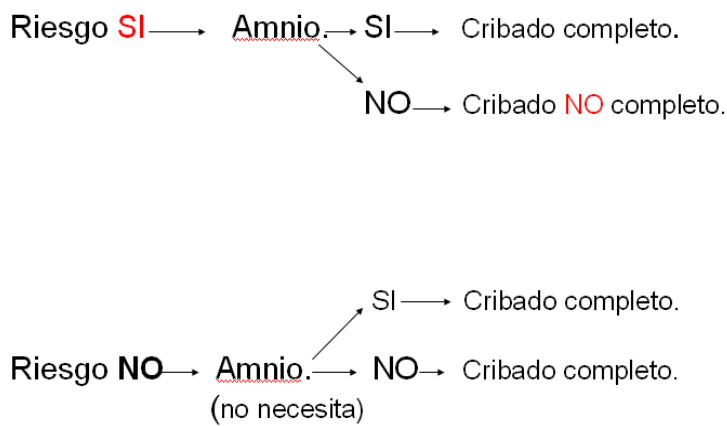 Riesgo SI Amnio. SI Cribado completo.
NO Cribado NO completo.
SI Cribado completo.
Riesgo NO Amnio. NO Cribado completo.
(no necesita)